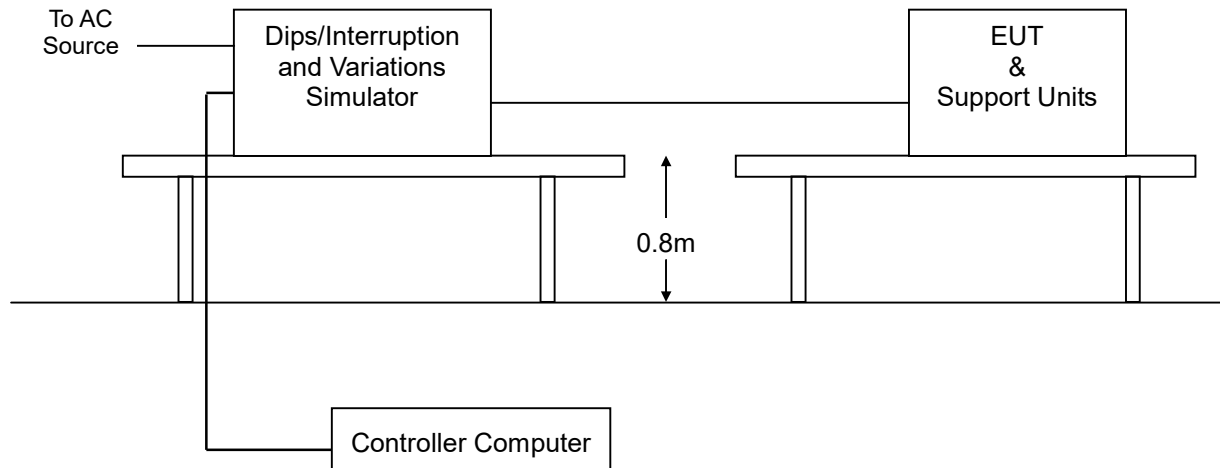 To AC
Source
Dips/Interruption
and Variations
Simulator
EUT
&
Support Units
0.8m
Controller Computer